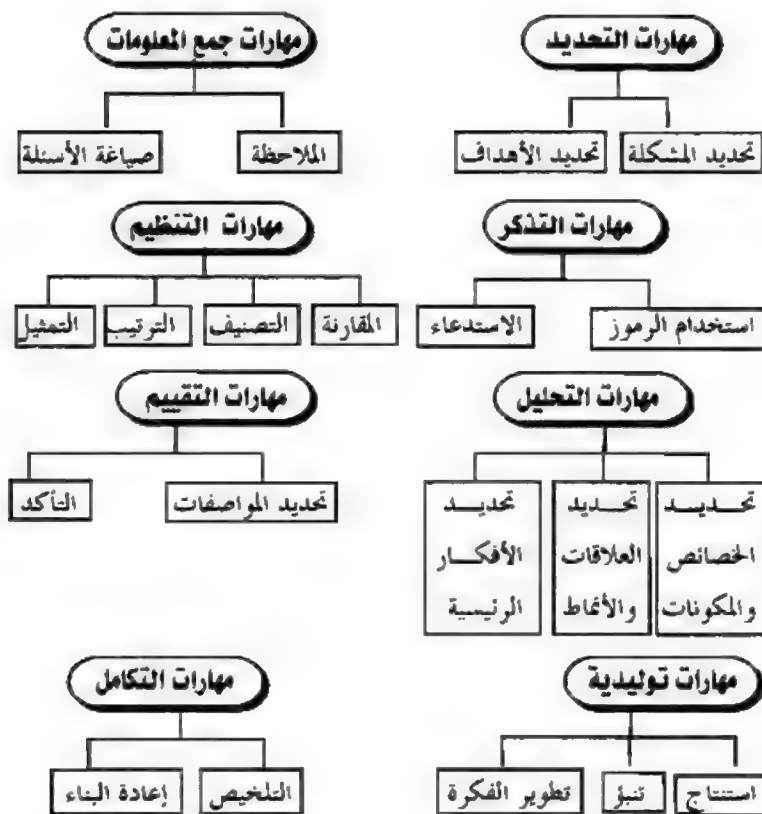 مهارات التحديد
تحديد المشكلة
تحديد الأهداف
مهارات جمع المعلومات
الملاحظة
صياغة الأسئلة
مهارات التذكر
استخدام الرموز
الاستدعاء
مهارات التنظيم
المقارنة
التصنيف
الترتيب
التمثيل
مهارات التحليل
تحديد
الخصائص
والمكونات
تحديد
العلاقات
والأنماط
تحديد
الأفكار
الرئيسية
مهارات التقييم
تحديد المواصفات
التأكد
مهارات توليدية
استنتاج
تنبؤ
تطوير الفكرة
مهارات التكامل
التلخيص
إعادة البناء